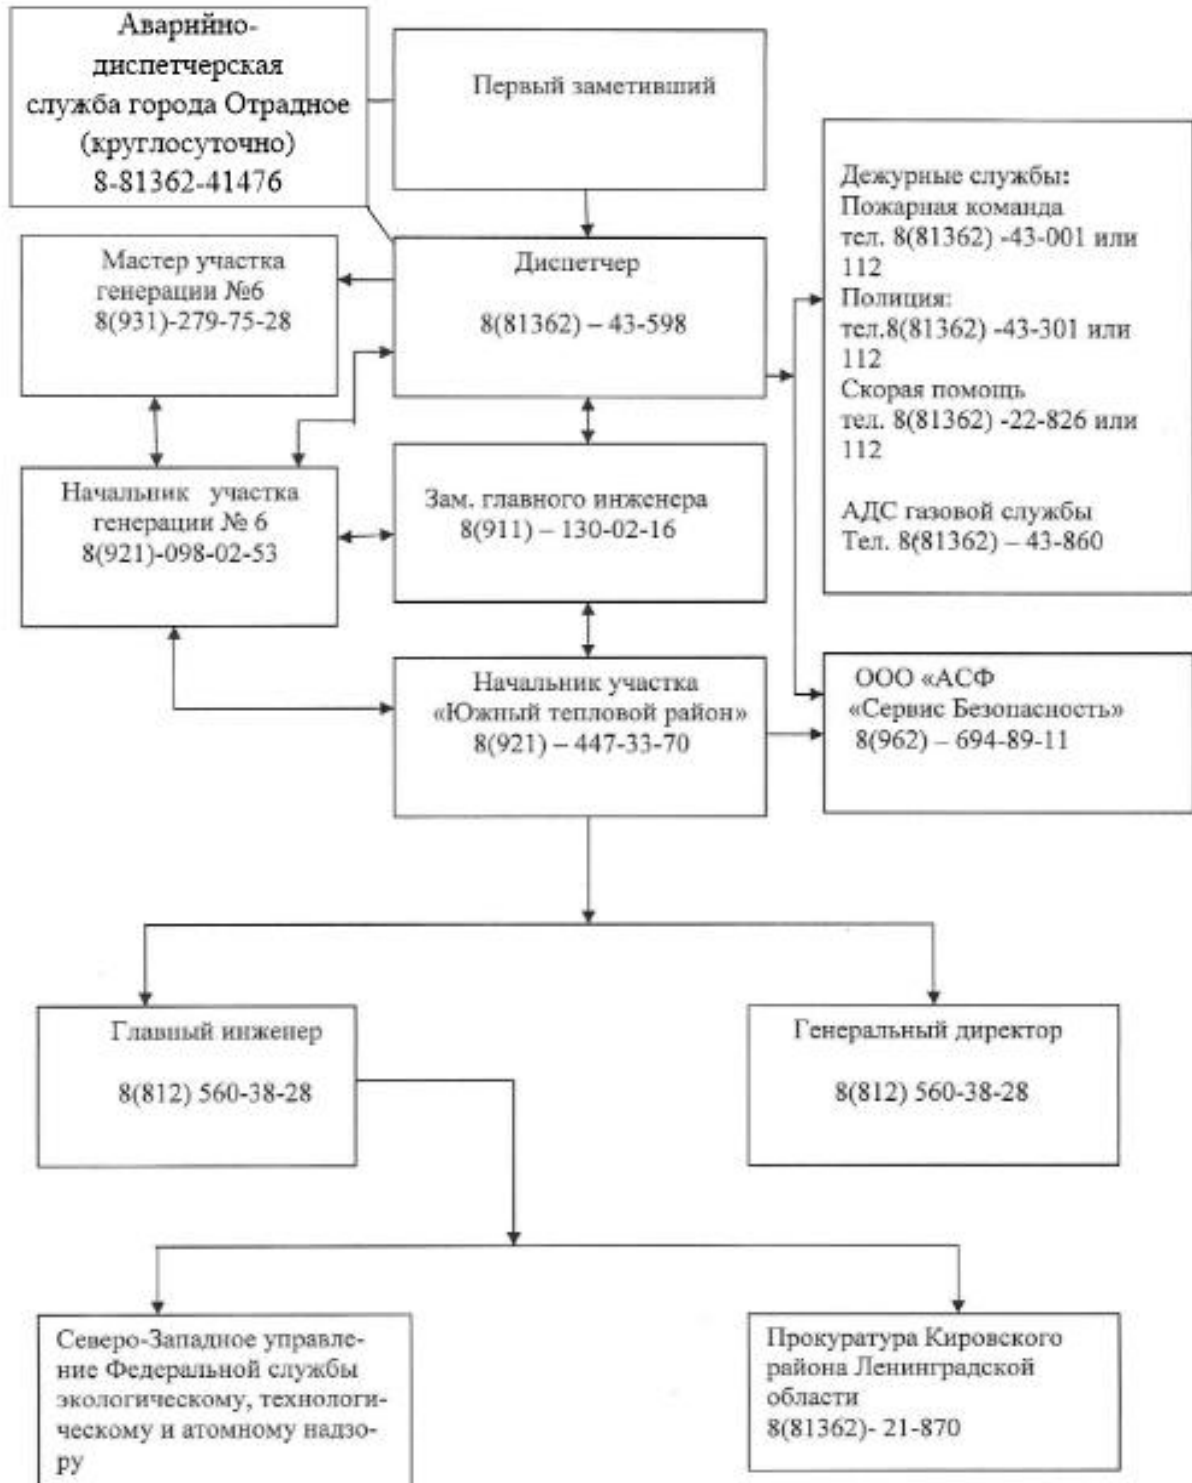 Аварийно-
диспетчерская
служба города Отрадное
(круглосуточно)
8-81362-41476
Первый заметивший
Дежурные службы:
Пожарная команда
тел. 8(81362) -43-001 или
112
Полиция:
тел.8(81362) -43-301 или
112
Скорая помощь
тел. 8(81362) -22-826 или
112
АДС газовой службы
Тел. 8(81362) – 43-860
Мастер участка
генерации №6
8(931)-279-75-28
Диспетчер
8(81362) – 43-598
Начальник участка
генерации № 6
8(921)-098-02-53
Зам. главного инженера
8(911) – 130-02-16
Начальник участка
«Южный тепловой район»
8(921) – 447-33-70
ООО «АСФ
«Сервис Безопасность»
8(962) – 694-89-11
Главный инженер
8(812) 560-38-28
Генеральный директор
8(812) 560-38-28
Северо-Западное управле-
ние Федеральной службы
экологическому, технологи-
ческому и атомному надзо-
ру
Прокуратура Кировского
района Ленинградской
области
8(81362)- 21-870